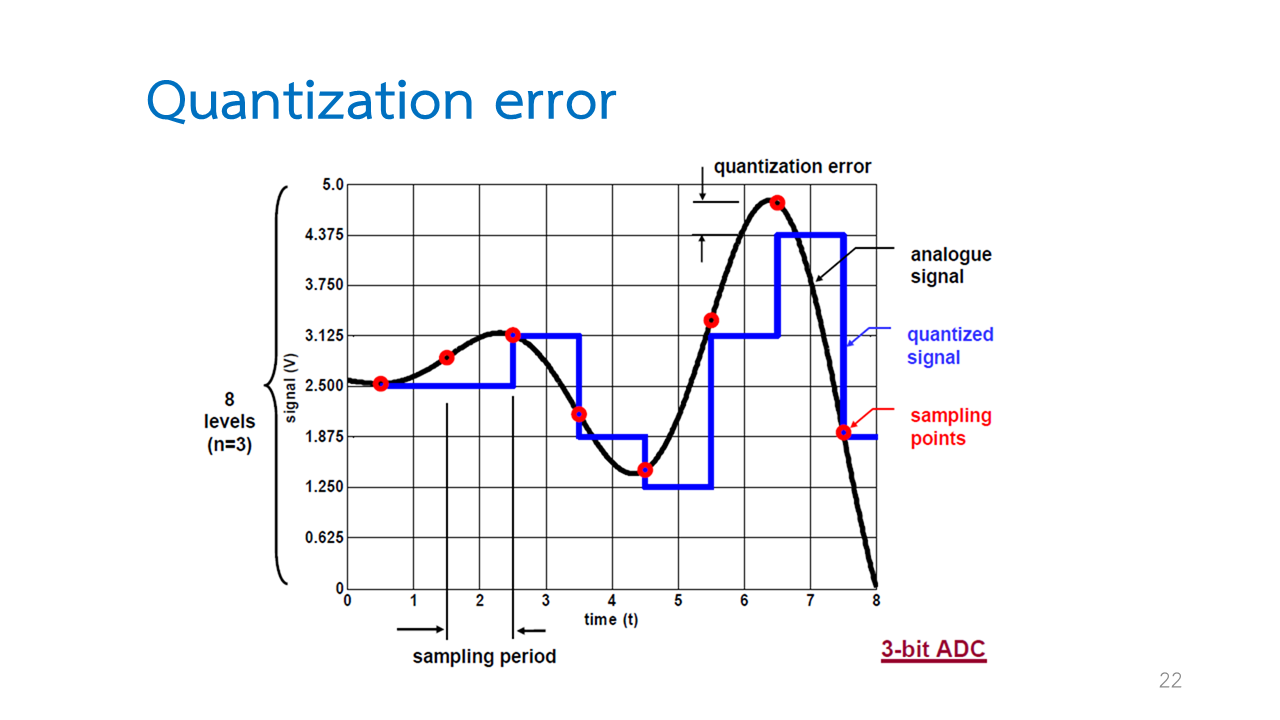 Quantization error
quantization error
5.0
4.375
3.750
3.125
2.500
1.875
1.250
0.625
0
signal (V)
8
levels
(n=3)
0 1 2 3 4 5 6 7 8
time (t)
sampling period
analogue
signal
quantized
signal
sampling
points
3-bit ADC
22